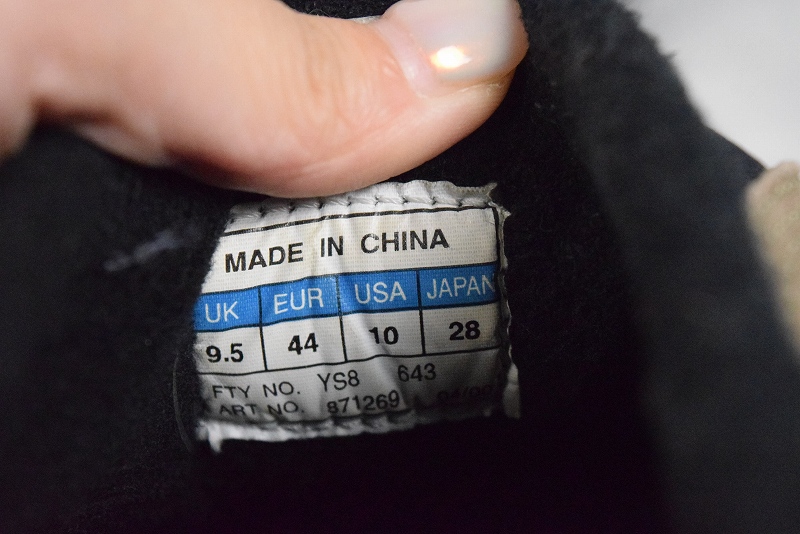 MADE IN CHINA
UK EUR USA JAPAN
9.5 44 10 28
FTY NO. YS8 643
ART NO. 871269